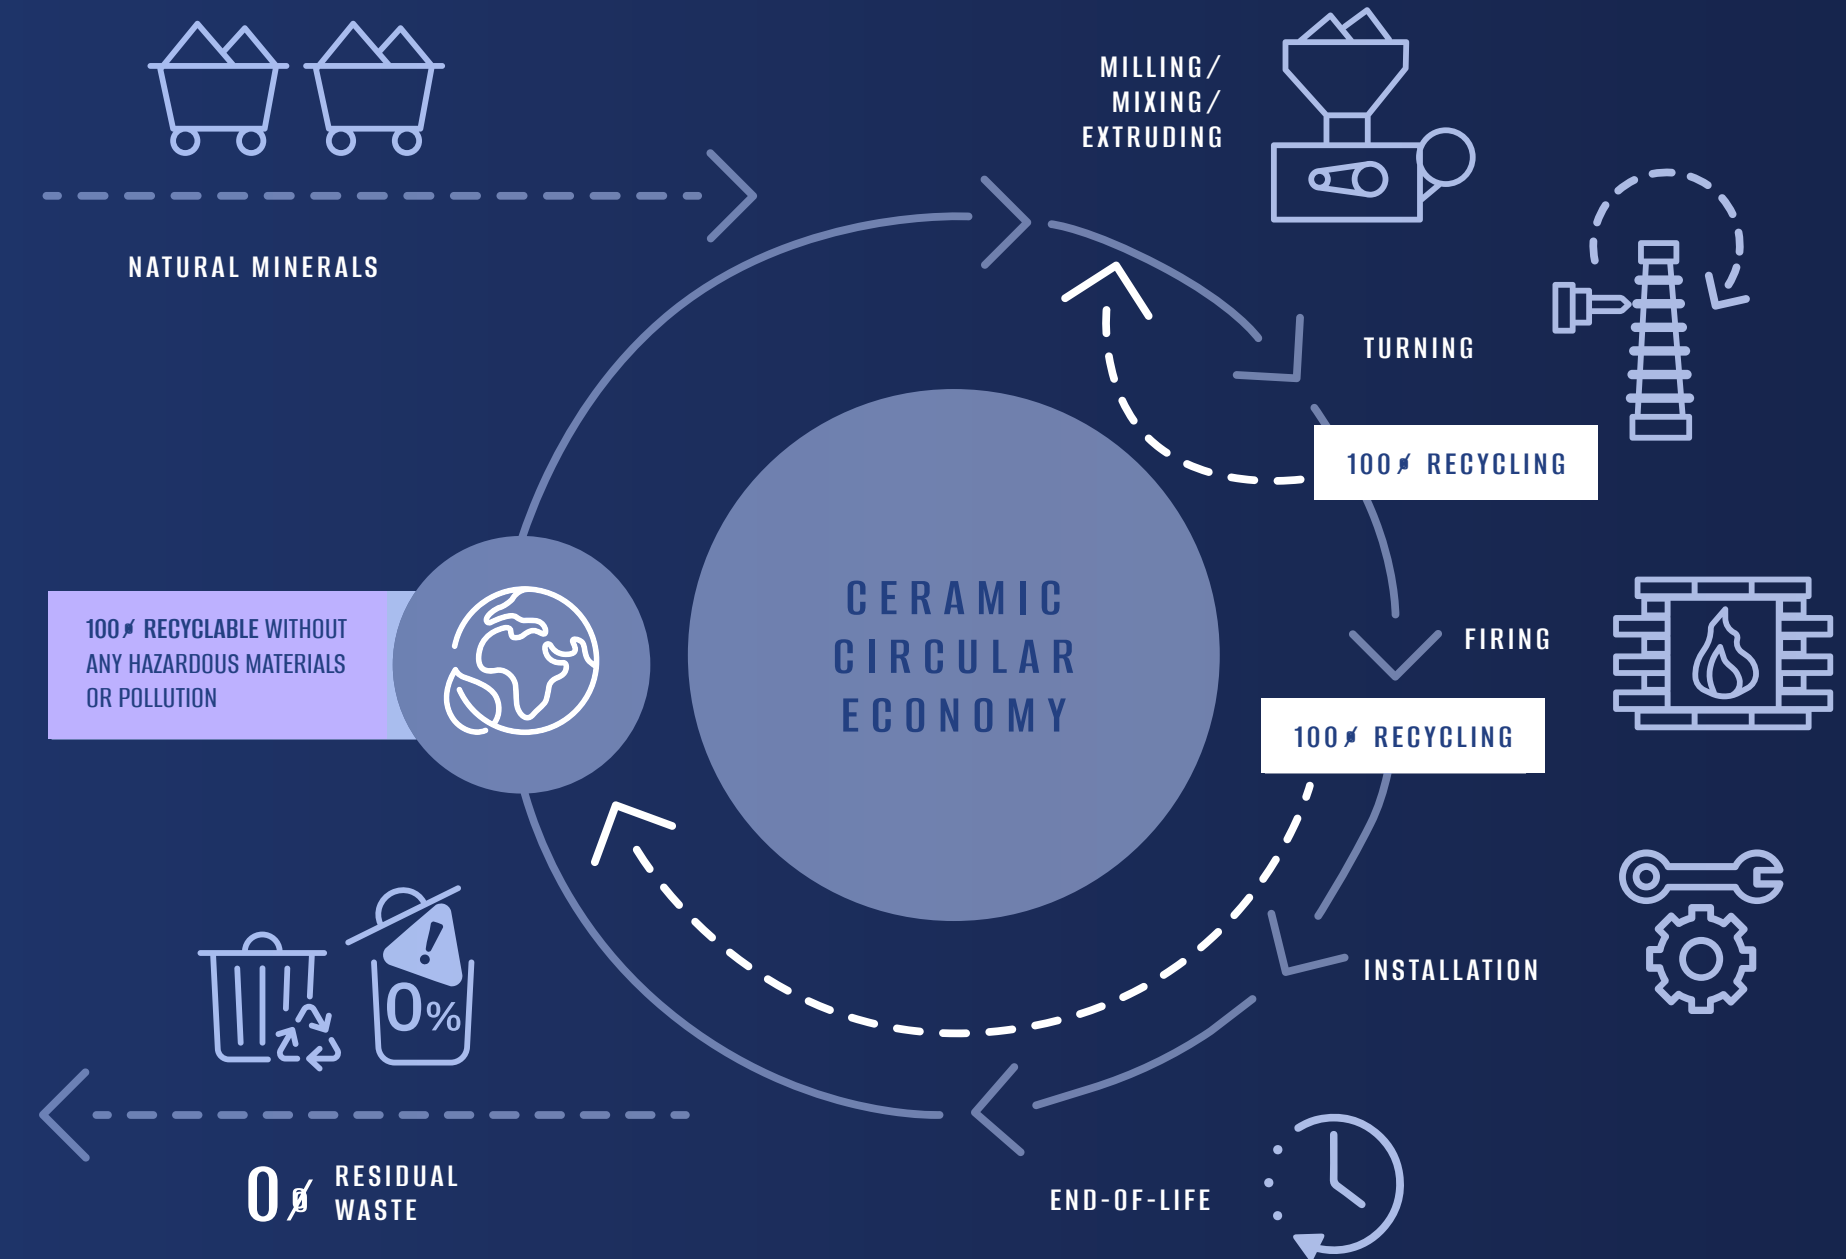 MILLING/
MIXING/
EXTRUDING
NATURAL MINERALS
TURNING
100% RECYCLING
CERAMIC
CIRCULAR
ECONOMY
100% RECYCLABLE WITHOUT
ANY HAZARDOUS MATERIALS
OR POLLUTION
FIRING
100% RECYCLING
0%
INSTALLATION
0% RESIDUAL
WASTE
END-OF-LIFE